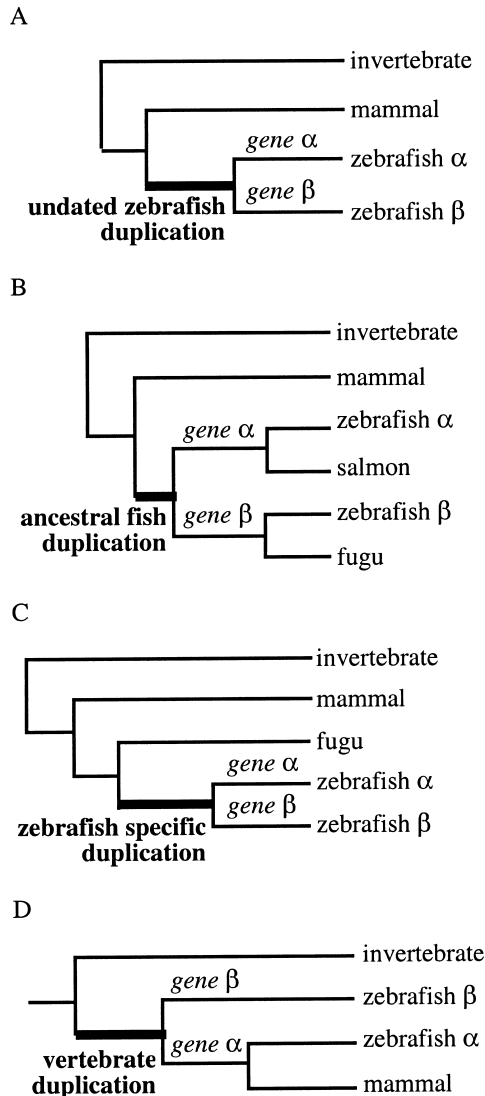 A
invertebrate
mammal
gene α
zebrafish α
gene β
zebrafish β
undated zebrafish
duplication
B
invertebrate
mammal
zebrafish α
gene α
salmon
zebrafish β
gene β
ancestral fish
duplication
fugu
C
invertebrate
mammal
fugu
gene α
zebrafish α
gene β
zebrafish β
zebrafish specific
duplication
D
invertebrate
gene β
zebrafish β
zebrafish α
gene α
vertebrate
duplication
mammal